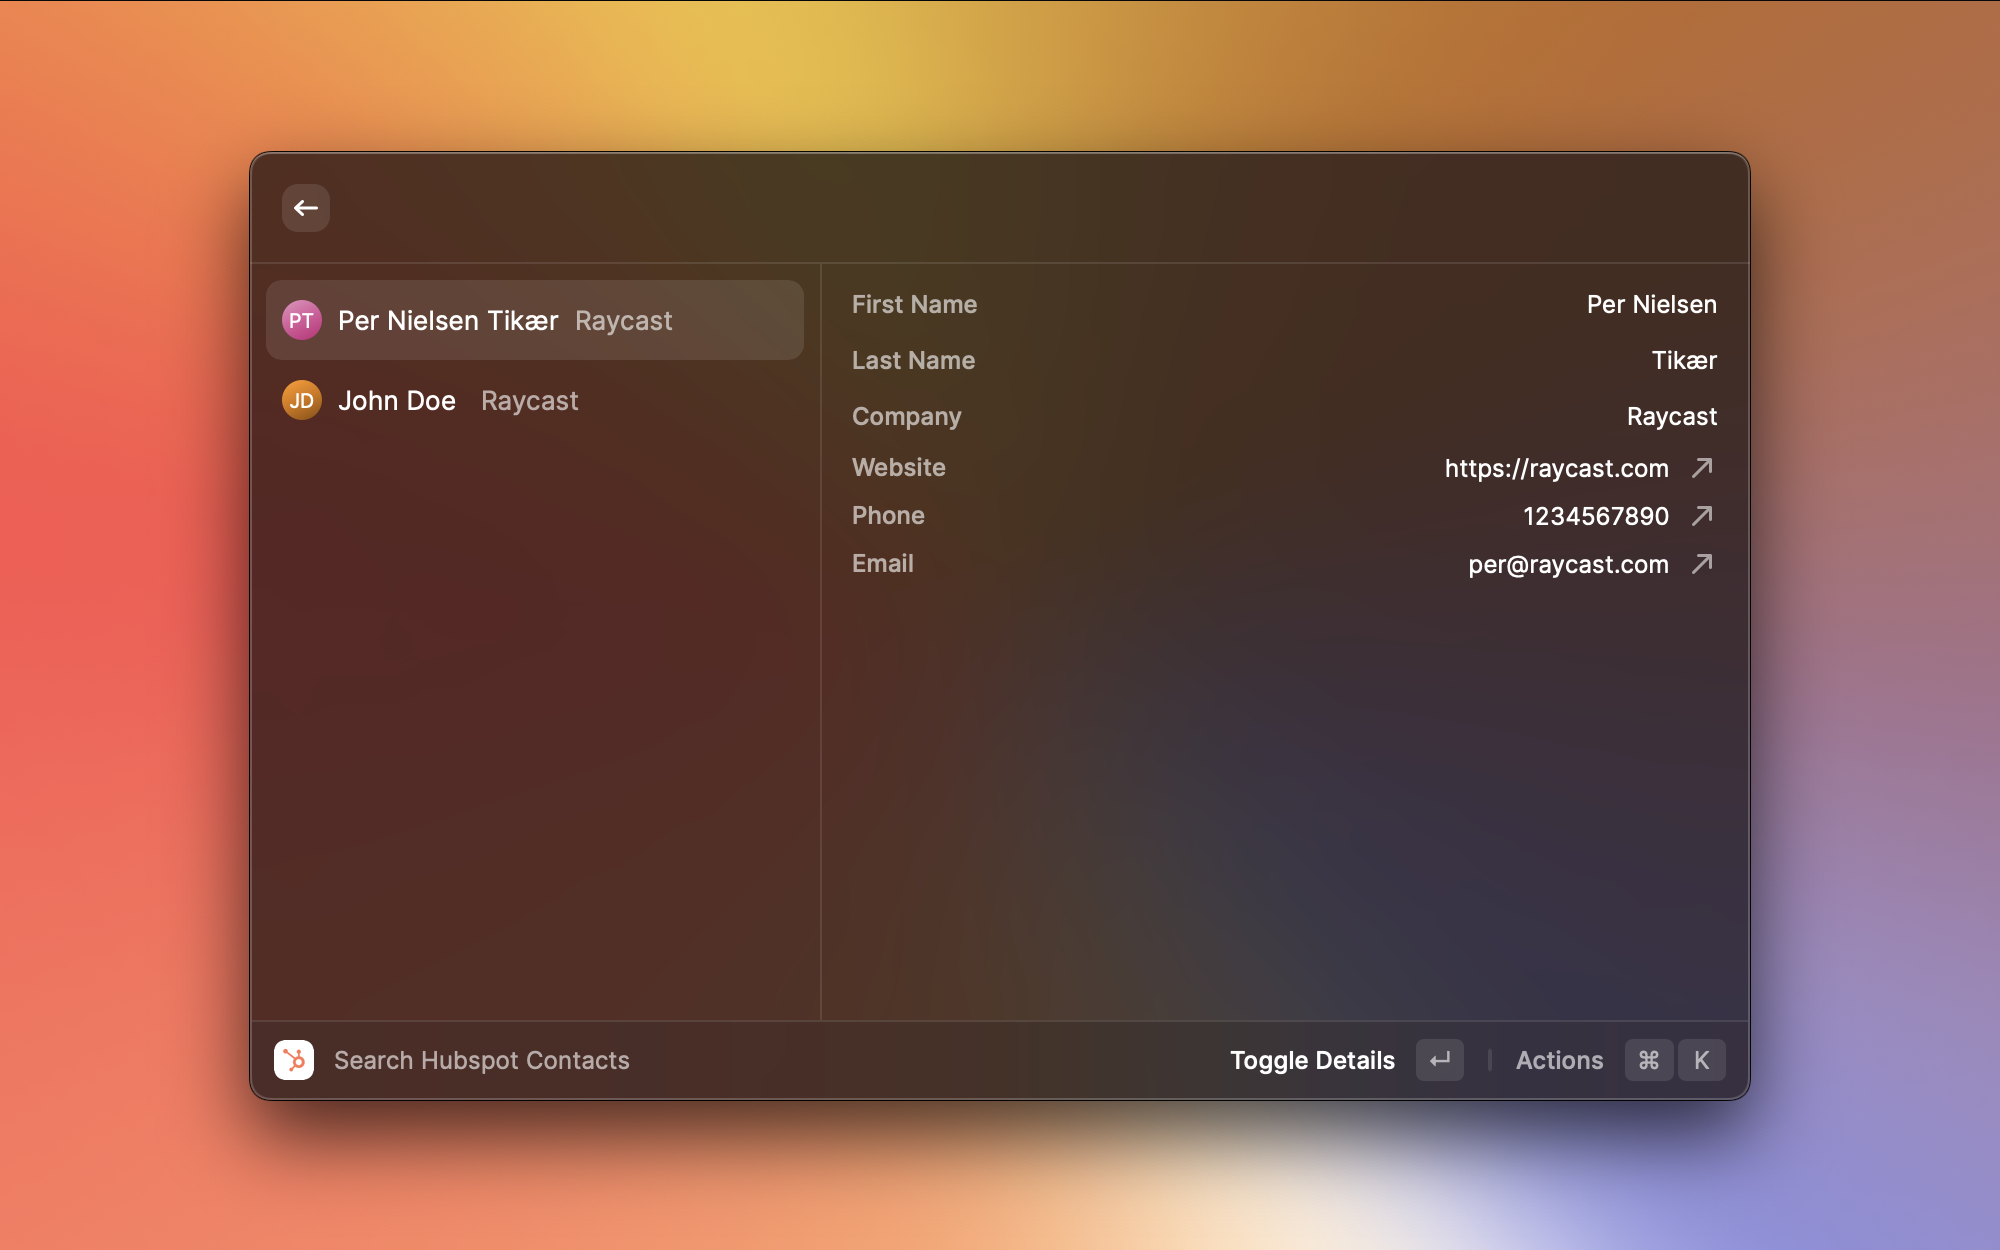 PT Per Nielsen Tikær Raycast
JD John Doe Raycast
First Name Per Nielsen
Last Name Tikær
Company Raycast
Website https://raycast.com
Phone 1234567890
Email per@raycast.com
Search Hubspot Contacts Toggle Details ↵ Actions ⌘ K